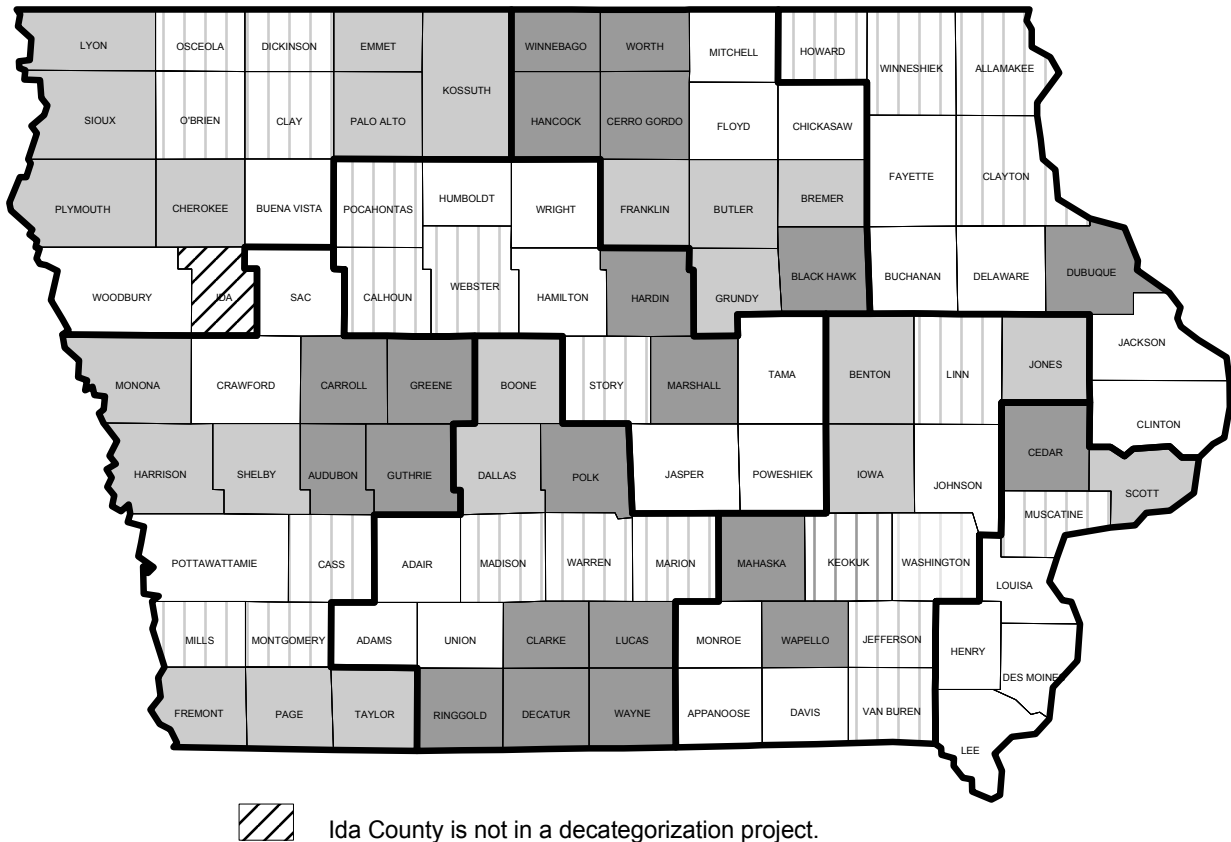 LYON OSCEOLA DICKINSON EMMET WINNEBAGO WORTH MITCHELL HOWARD WINNESHIEK ALLAMAKEE
KOSSUTH
SIOUX O'BRIEN CLAY PALO ALTO HANCOCK CERRO GORDO FLOYD CHICKASAW
FAYETTE CLAYTON
PLYMOUTH CHEROKEE BUENA VISTA POCAHONTAS HUMBOLDT WRIGHT FRANKLIN BUTLER BREMER
WOODBURY IDA SAC CALHOUN WEBSTER HAMILTON HARDIN GRUNDY BLACK HAWK BUCHANAN DELAWARE DUBUQUE
JACKSON
MONONA CRAWFORD CARROLL GREENE BOONE STORY MARSHALL TAMA BENTON LINN JONES
CLINTON
HARRISON SHELBY AUDUBON GUTHRIE DALLAS POLK JASPER POWESHIEK IOWA JOHNSON CEDAR SCOTT
MUSCATINE
POTTAWATTAMIE CASS ADAIR MADISON WARREN MARION MAHASKA KEOKUK WASHINGTON
LOUISA
MILLS MONTGOMERY ADAMS UNION CLARKE LUCAS MONROE WAPELLO JEFFERSON HENRY
DES MOINES
FREMONT PAGE TAYLOR RINGGOLD DECATUR WAYNE APPANOOSE DAVIS VAN BUREN
LEE
Ida County is not in a decategorization project.